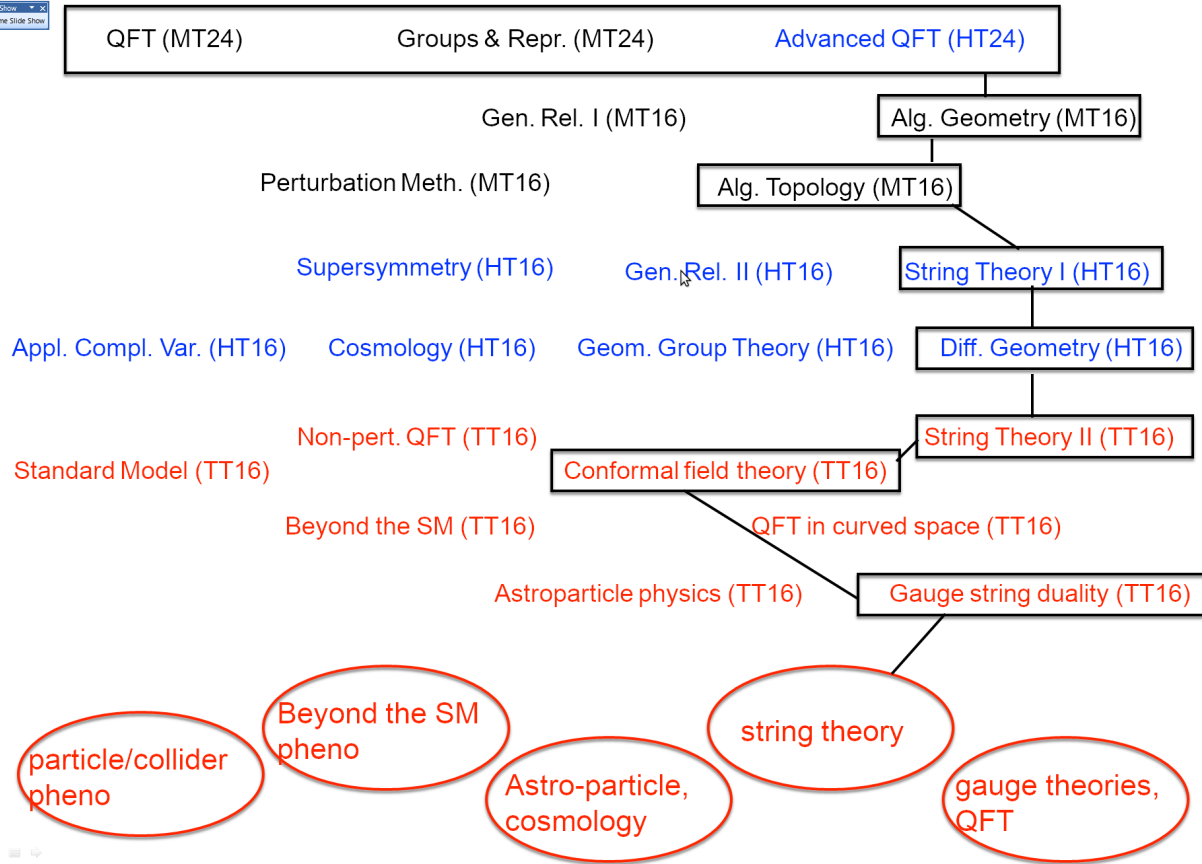 Show
me Slide Show
QFT (MT24) Groups & Repr. (MT24) Advanced QFT (HT24)
Gen. Rel. I (MT16) Alg. Geometry (MT16)
Perturbation Meth. (MT16) Alg. Topology (MT16)
Supersymmetry (HT16) Gen. Rel. II (HT16) String Theory I (HT16)
Appl. Compl. Var. (HT16) Cosmology (HT16) Geom. Group Theory (HT16) Diff. Geometry (HT16)
Non-pert. QFT (TT16) String Theory II (TT16)
Standard Model (TT16) Conformal field theory (TT16)
Beyond the SM (TT16) QFT in curved space (TT16)
Astroparticle physics (TT16) Gauge string duality (TT16)
particle/collider
pheno
Beyond the SM
pheno
Astro-particle,
cosmology
string theory
gauge theories,
QFT